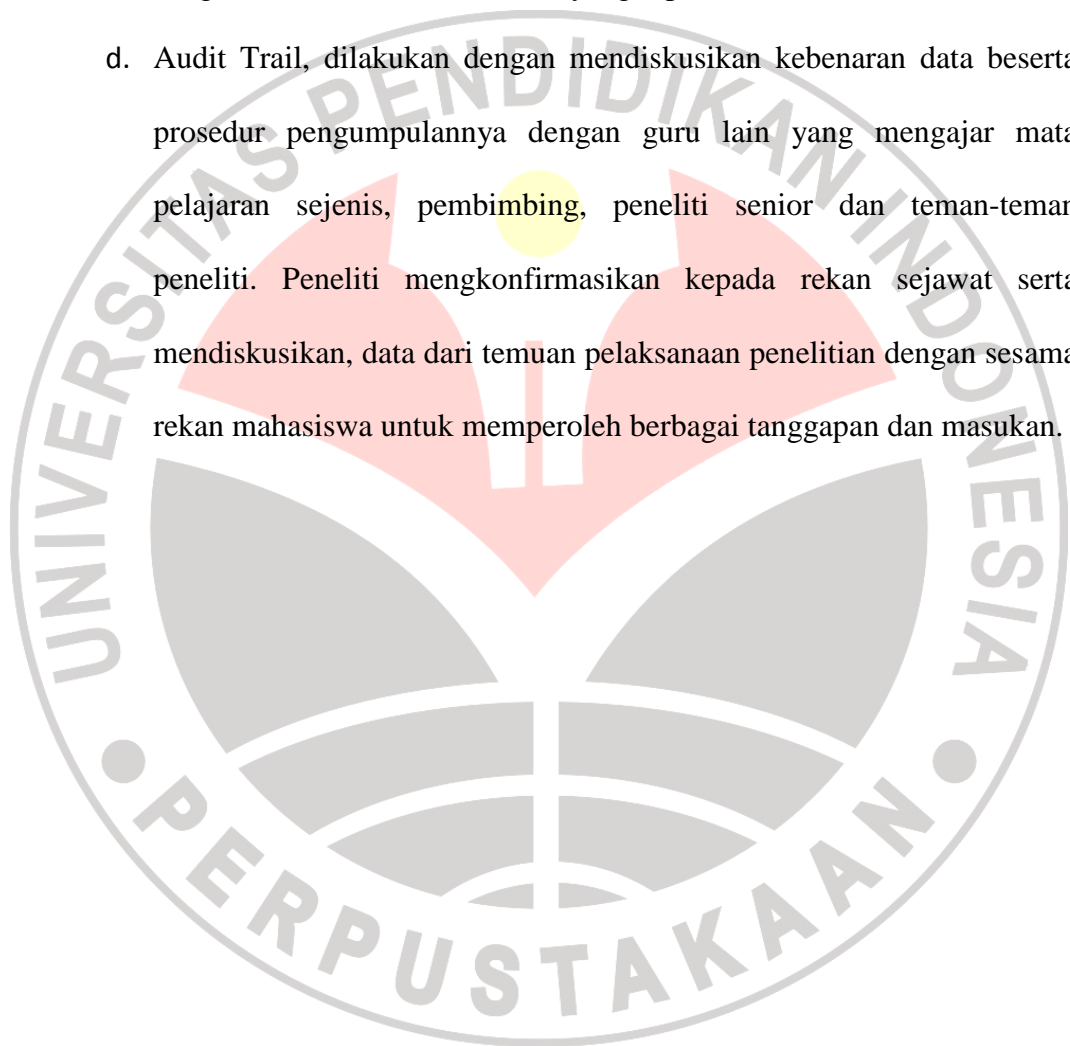 d. Audit Trail, dilakukan dengan mendiskusikan kebenaran data beserta
prosedur pengumpulannya dengan guru lain yang mengajar mata
pelajaran sejenis, pembimbing, peneliti senior dan teman-teman
peneliti. Peneliti mengkonfirmasikan kepada rekan sejawat serta
mendiskusikan, data dari temuan pelaksanaan penelitian dengan sesama
rekan mahasiswa untuk memperoleh berbagai tanggapan dan masukan.
UNIVERSITAS PENDIDIKAN INDONESIA
PERPUSTAKAAN